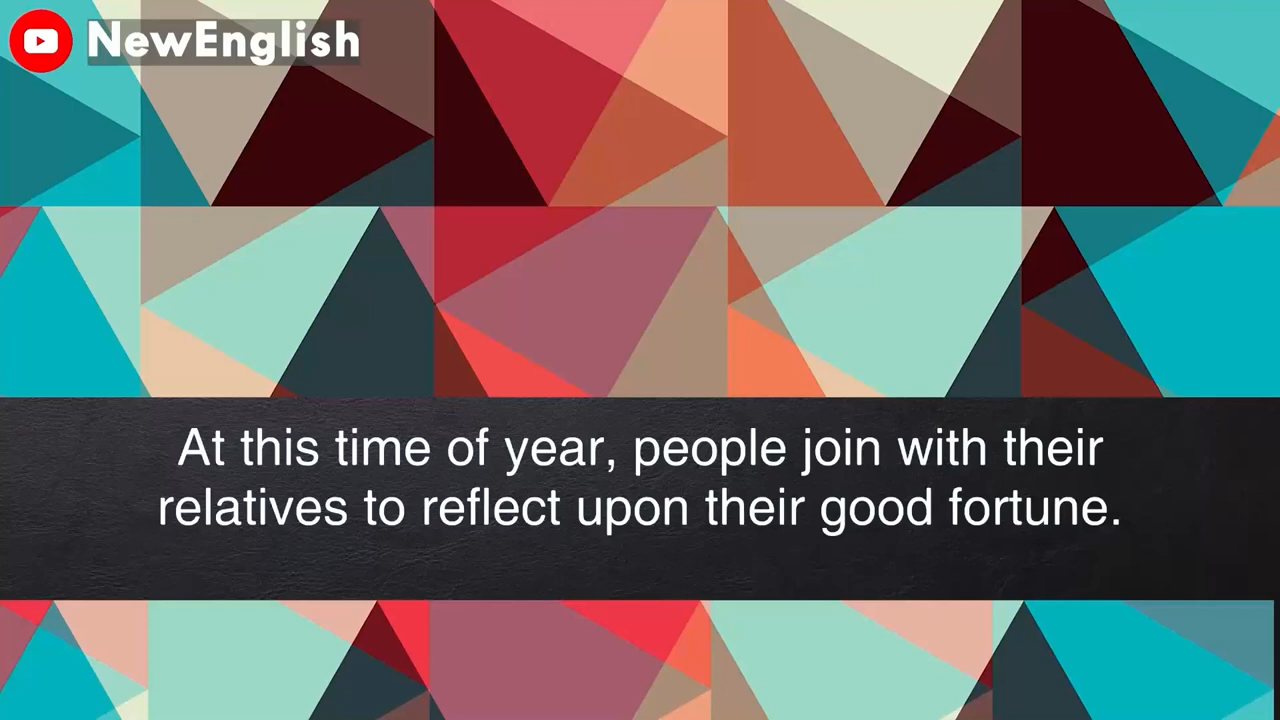 NewEnglish
At this time of year, people join with their
relatives to reflect upon their good fortune.